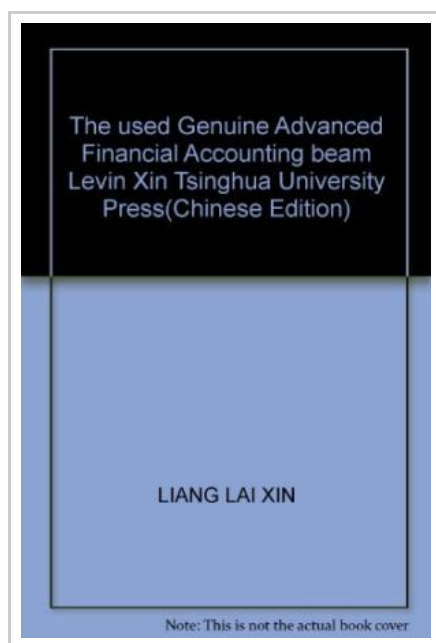 The used Genuine Advanced
Financial Accounting beam
Levin Xin Tsinghua University
Press(Chinese Edition)
LIANG LAI XIN
Note: This is not the actual book cover